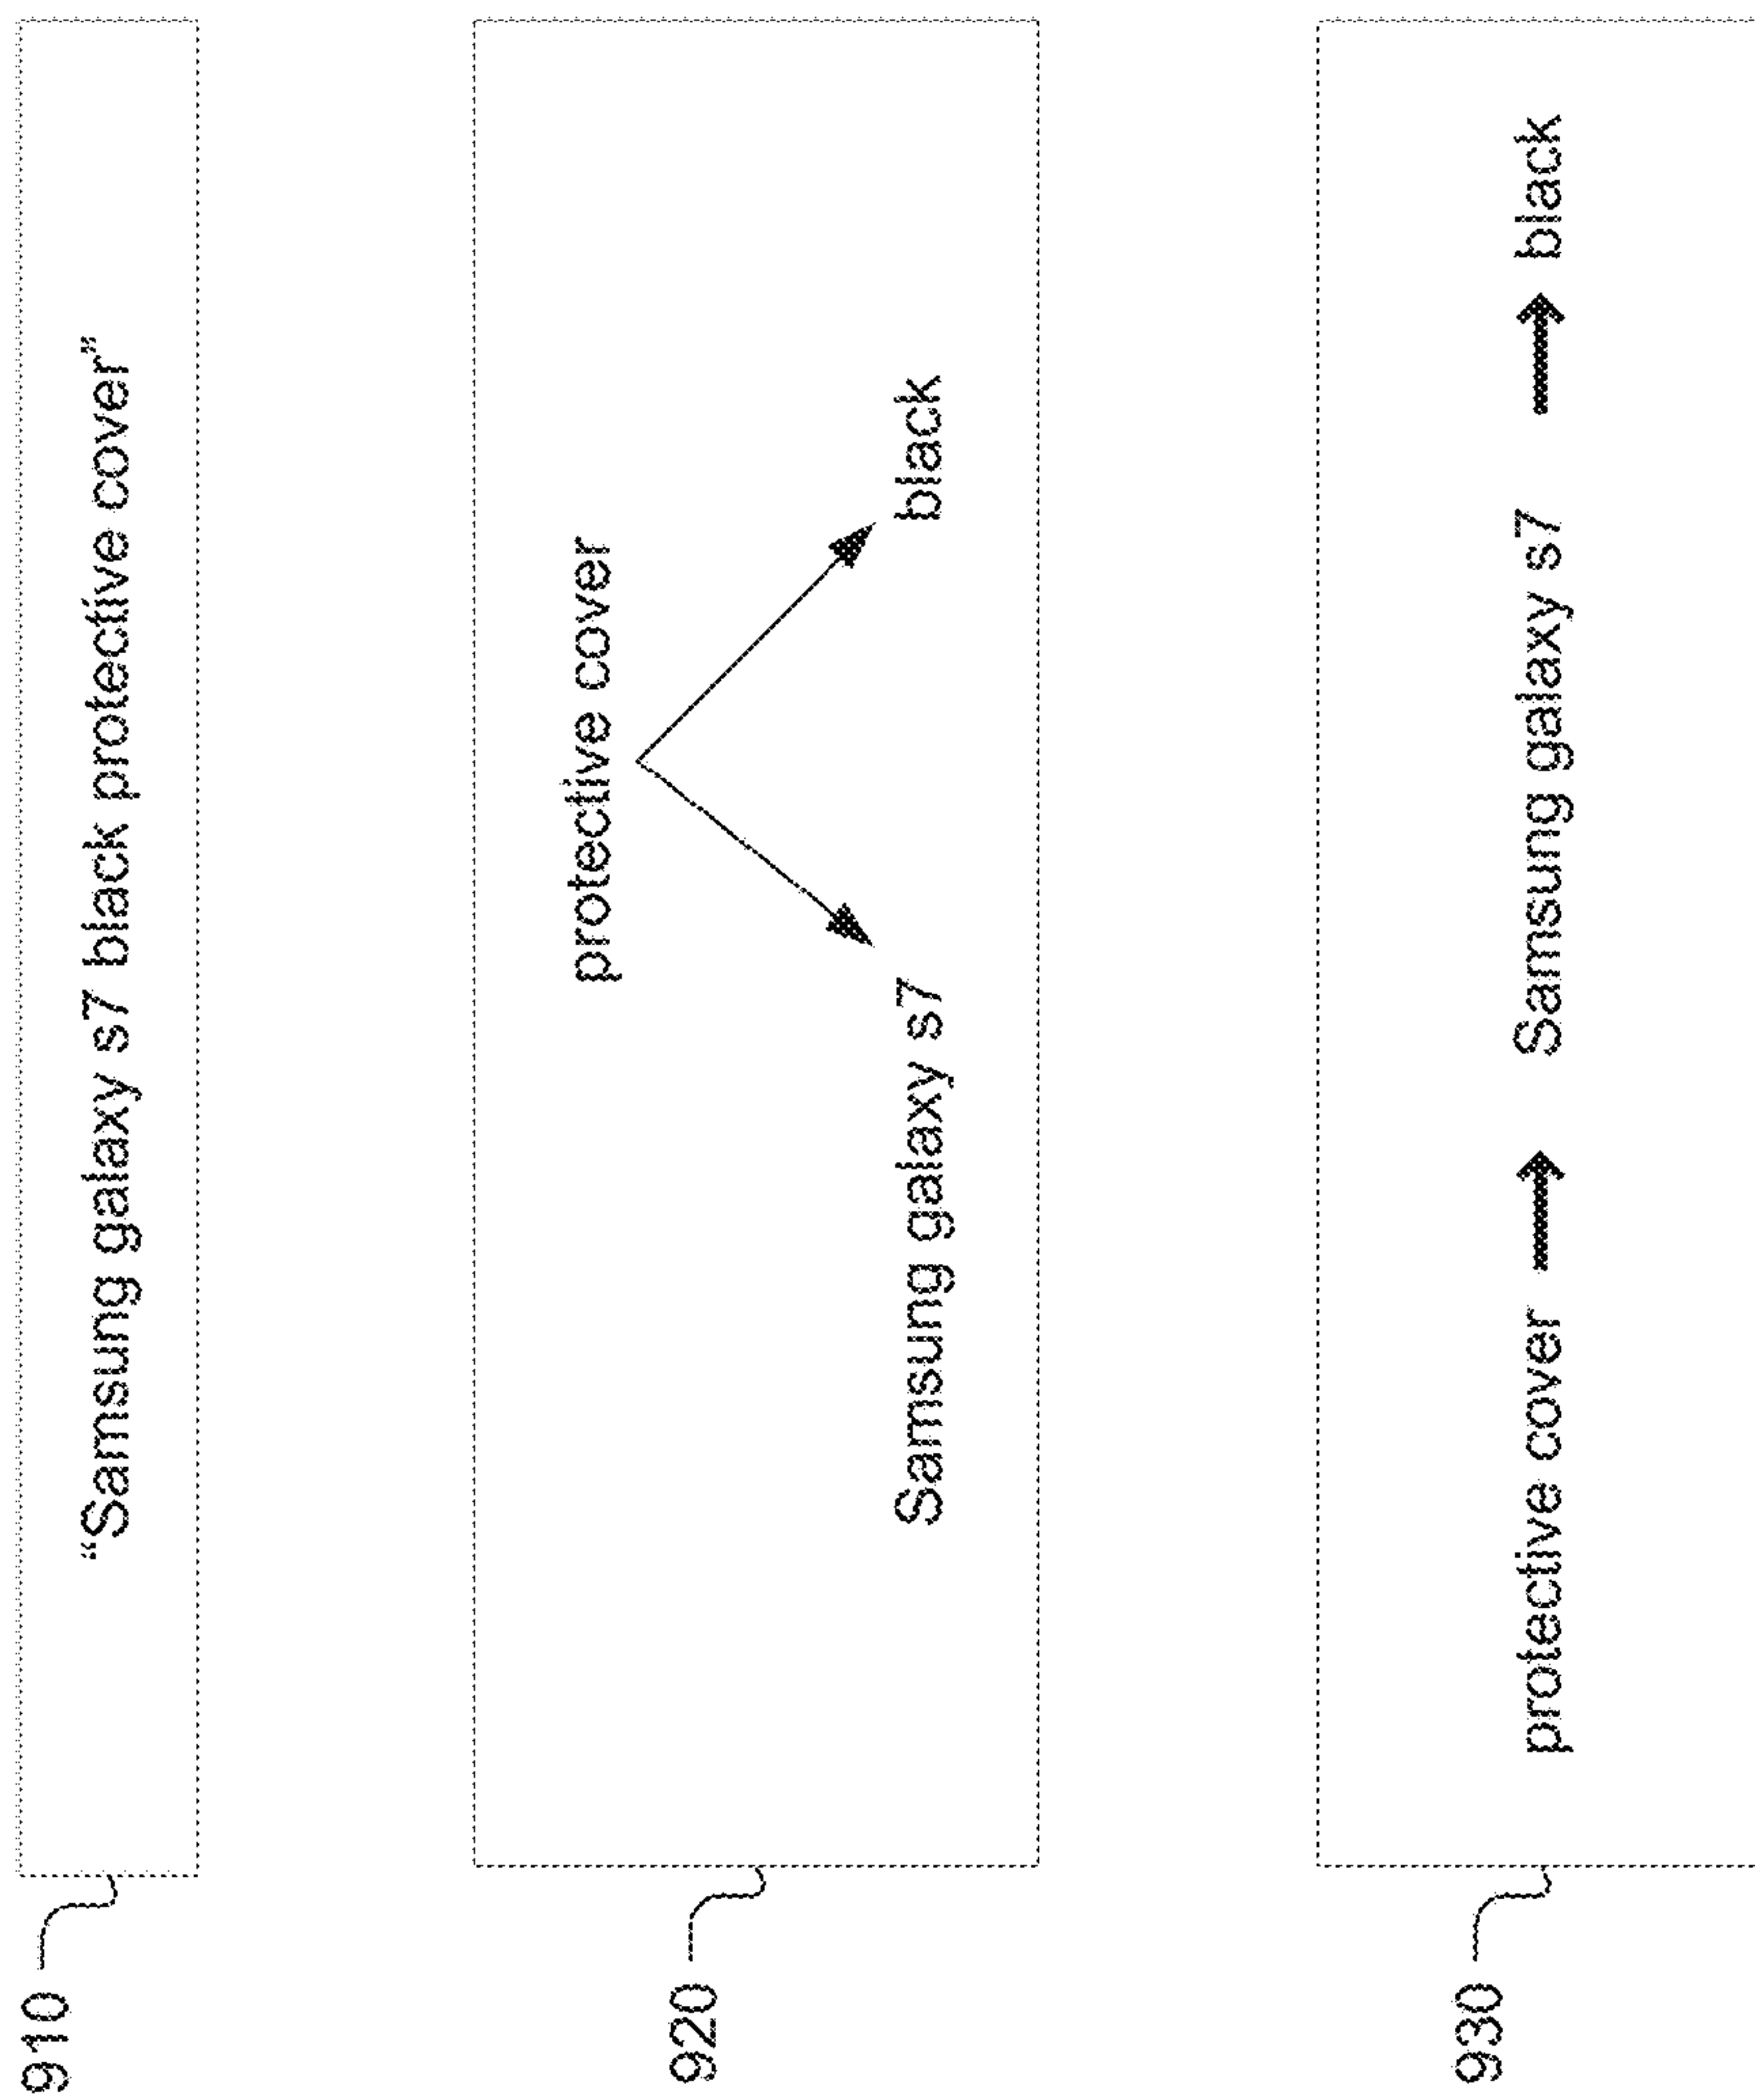 910
“Samsung galaxy s7 black protective cover”
920
protective cover
Samsung galaxy s7
black
930
protective cover → Samsung galaxy s7 → black